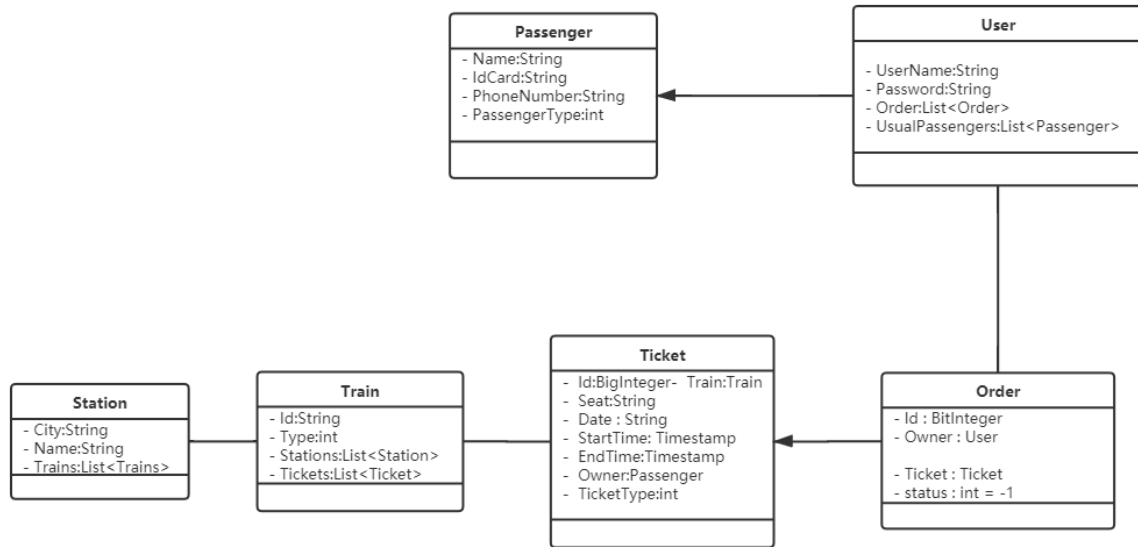 Passenger
- Name:String
- IdCard:String
- PhoneNumber:String
- PassengerType:int
User
- UserName:String
- Password:String
- Order:List<Order>
- UsualPassengers:List<Passenger>
Station
- City:String
- Name:String
- Trains:List<Trains>
Train
- Id:String
- Type:int
- Stations:List<Station>
- Tickets:List<Ticket>
Ticket
- Id:BigInteger- Train:Train
- Seat:String
- Date : String
- StartTime: Timestamp
- EndTime:Timestamp
- Owner:Passenger
- TicketType:int
Order
- Id : BitInteger
- Owner : User
- Ticket : Ticket
- status : int = -1